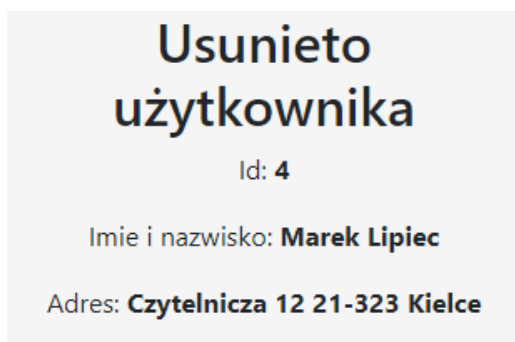 Usunieto
użytkownika
Id: 4
Imie i nazwisko: Marek Lipiec
Adres: Czytelnicza 12 21-323 Kielce